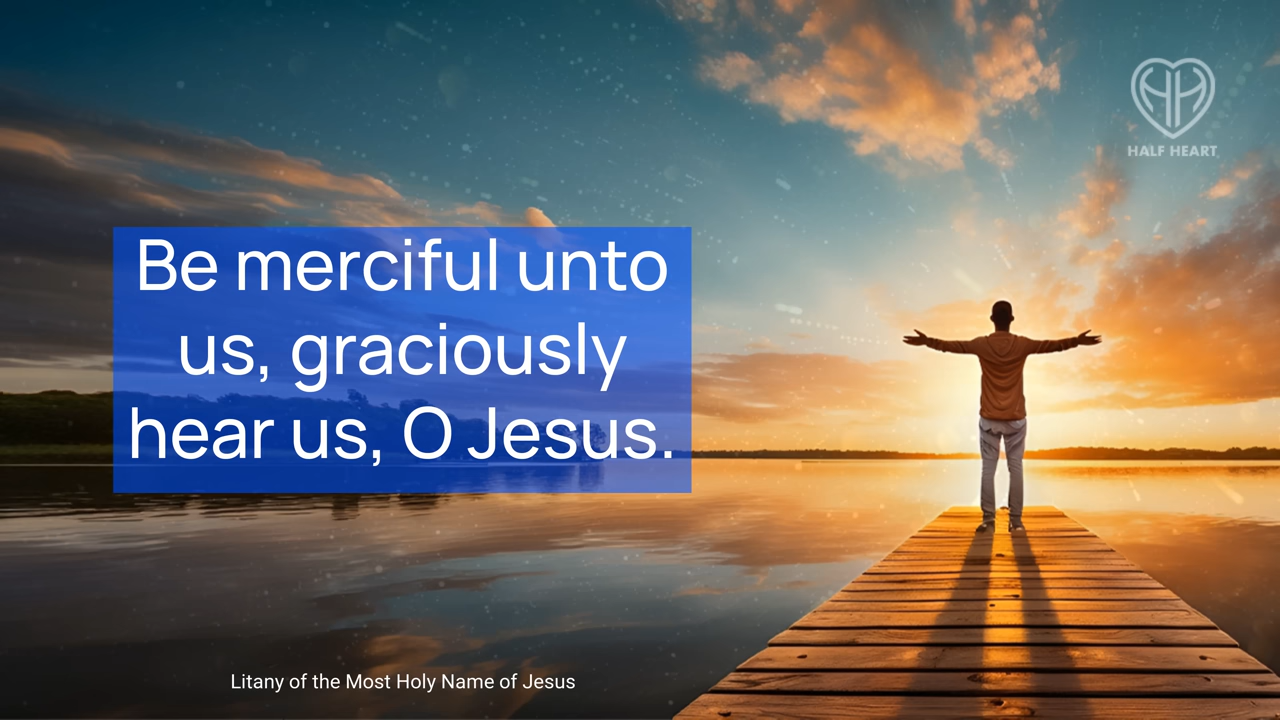 HALF HEART
Be merciful unto
us, graciously
hear us, O Jesus.
Litany of the Most Holy Name of Jesus